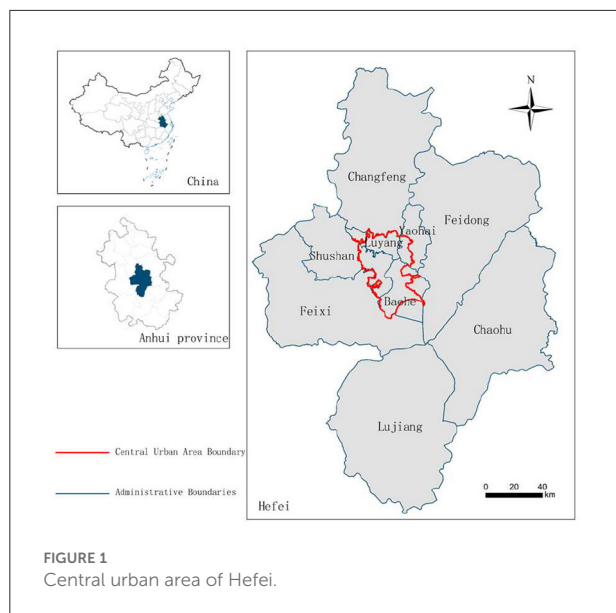 China
Anhui province
N
Changfeng
Feidong
Yaohai
Luyang
Shushan
Baohe
Feixi
Chaohu
Lujiang
Central Urban Area Boundary
Administrative Boundaries
Hefei
0 10 20 40
km
FIGURE 1
Central urban area of Hefei.